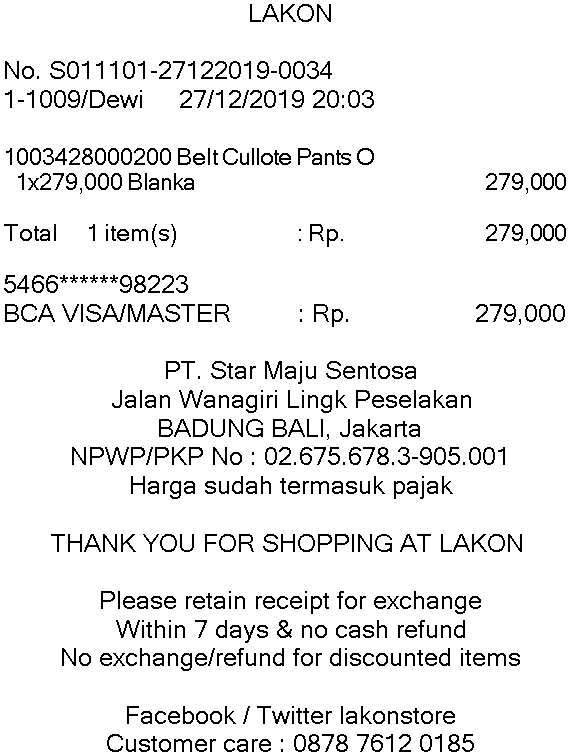 LAKON
No. S011101-27122019-0034
1-1009/Dewi 27/12/2019 20:03
1003428000200 Belt Cullote Pants O
1x279,000 Blanka 279,000
Total 1 item(s) : Rp. 279,000
5466******98223
BCA VISA/MASTER : Rp. 279,000
PT. Star Maju Sentosa
Jalan Wanagiri Lingk Peselakan
BADUNG BALI, Jakarta
NPWP/PKP No : 02.675.678.3-905.001
Harga sudah termasuk pajak
THANK YOU FOR SHOPPING AT LAKON
Please retain receipt for exchange
Within 7 days & no cash refund
No exchange/refund for discounted items
Facebook / Twitter lakonstore
Customer care : 0878 7612 0185